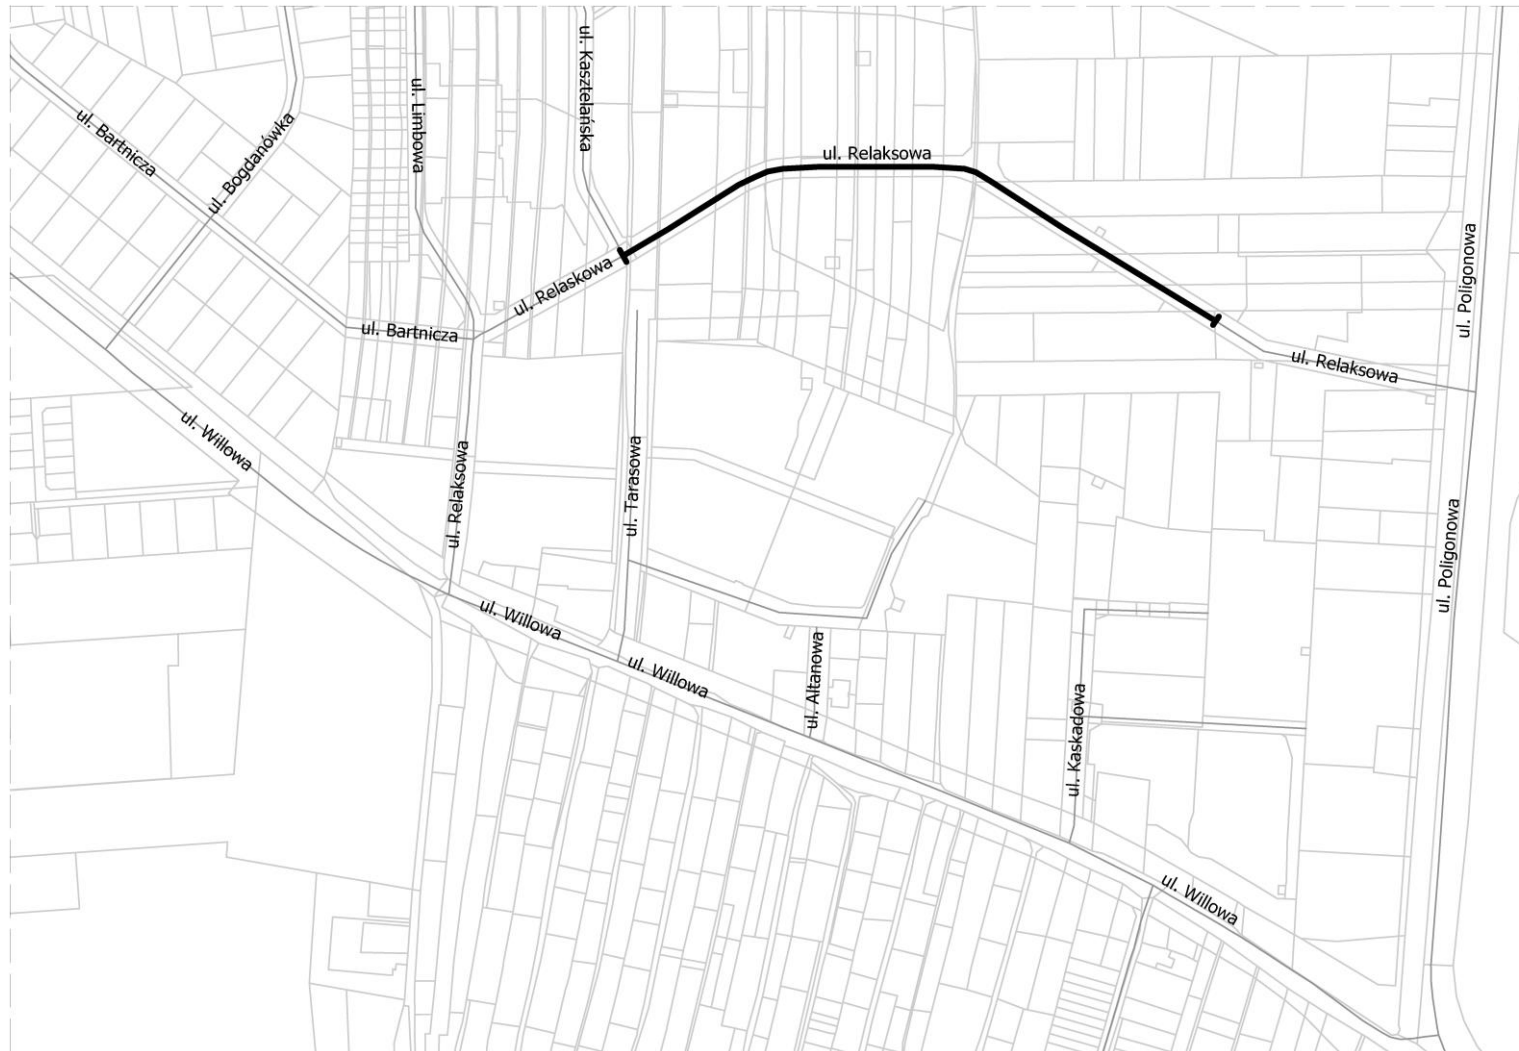 ul. Kasztelańska
ul. Limbowa
ul. Bartnicza
ul. Bogdanówka
ul. Relaksowa
ul. Poligonowa
ul. Relaskowa
ul. Bartnicza
ul. Relaksowa
ul. Willowa
ul. Relaksowa
ul. Tarasowa
ul. Poligonowa
ul. Willowa
ul. Willowa
ul. Altanowa
ul. Kaskadowa
ul. Willowa